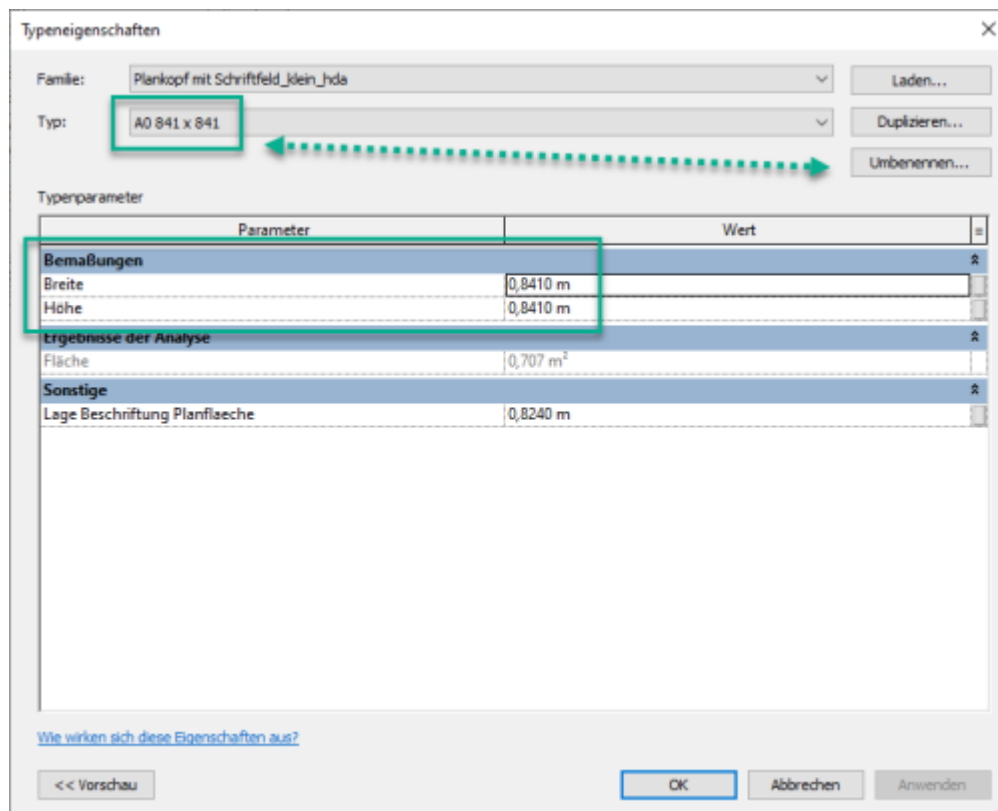 Typeneigenschaften
Familie: Plankopf mit Schriftfeld_klein_hda Laden...
Typ: A0 841 x 841 Duplizieren...
Umbenennen...
Typenparameter
Parameter Wert =
Bemaßungen
Breite 0,8410 m
Höhe 0,8410 m
Ergebnisse der Analyse
Fläche 0,707 m²
Sonstige
Lage Beschriftung Planflaeche 0,8240 m
Wie wirken sich diese Eigenschaften aus?
<< Vorschau OK Abbrechen Anwenden